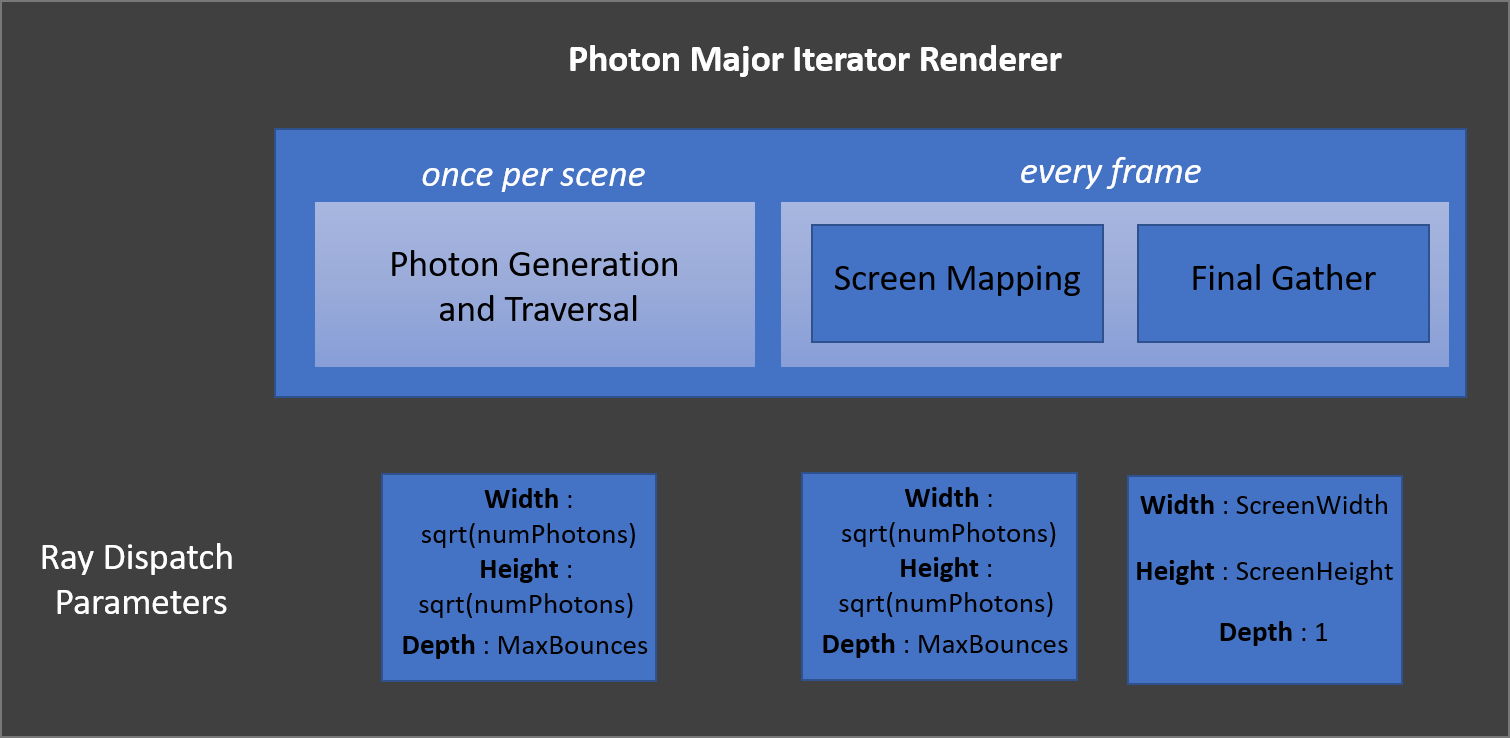 Photon Major Iterator Renderer
once per scene
every frame
Photon Generation
and Traversal
Screen Mapping
Final Gather
Ray Dispatch
Parameters
Width :
sqrt(numPhotons)
Height :
sqrt(numPhotons)
Depth : MaxBounces
Width :
sqrt(numPhotons)
Height :
sqrt(numPhotons)
Depth : MaxBounces
Width : ScreenWidth
Height : ScreenHeight
Depth : 1